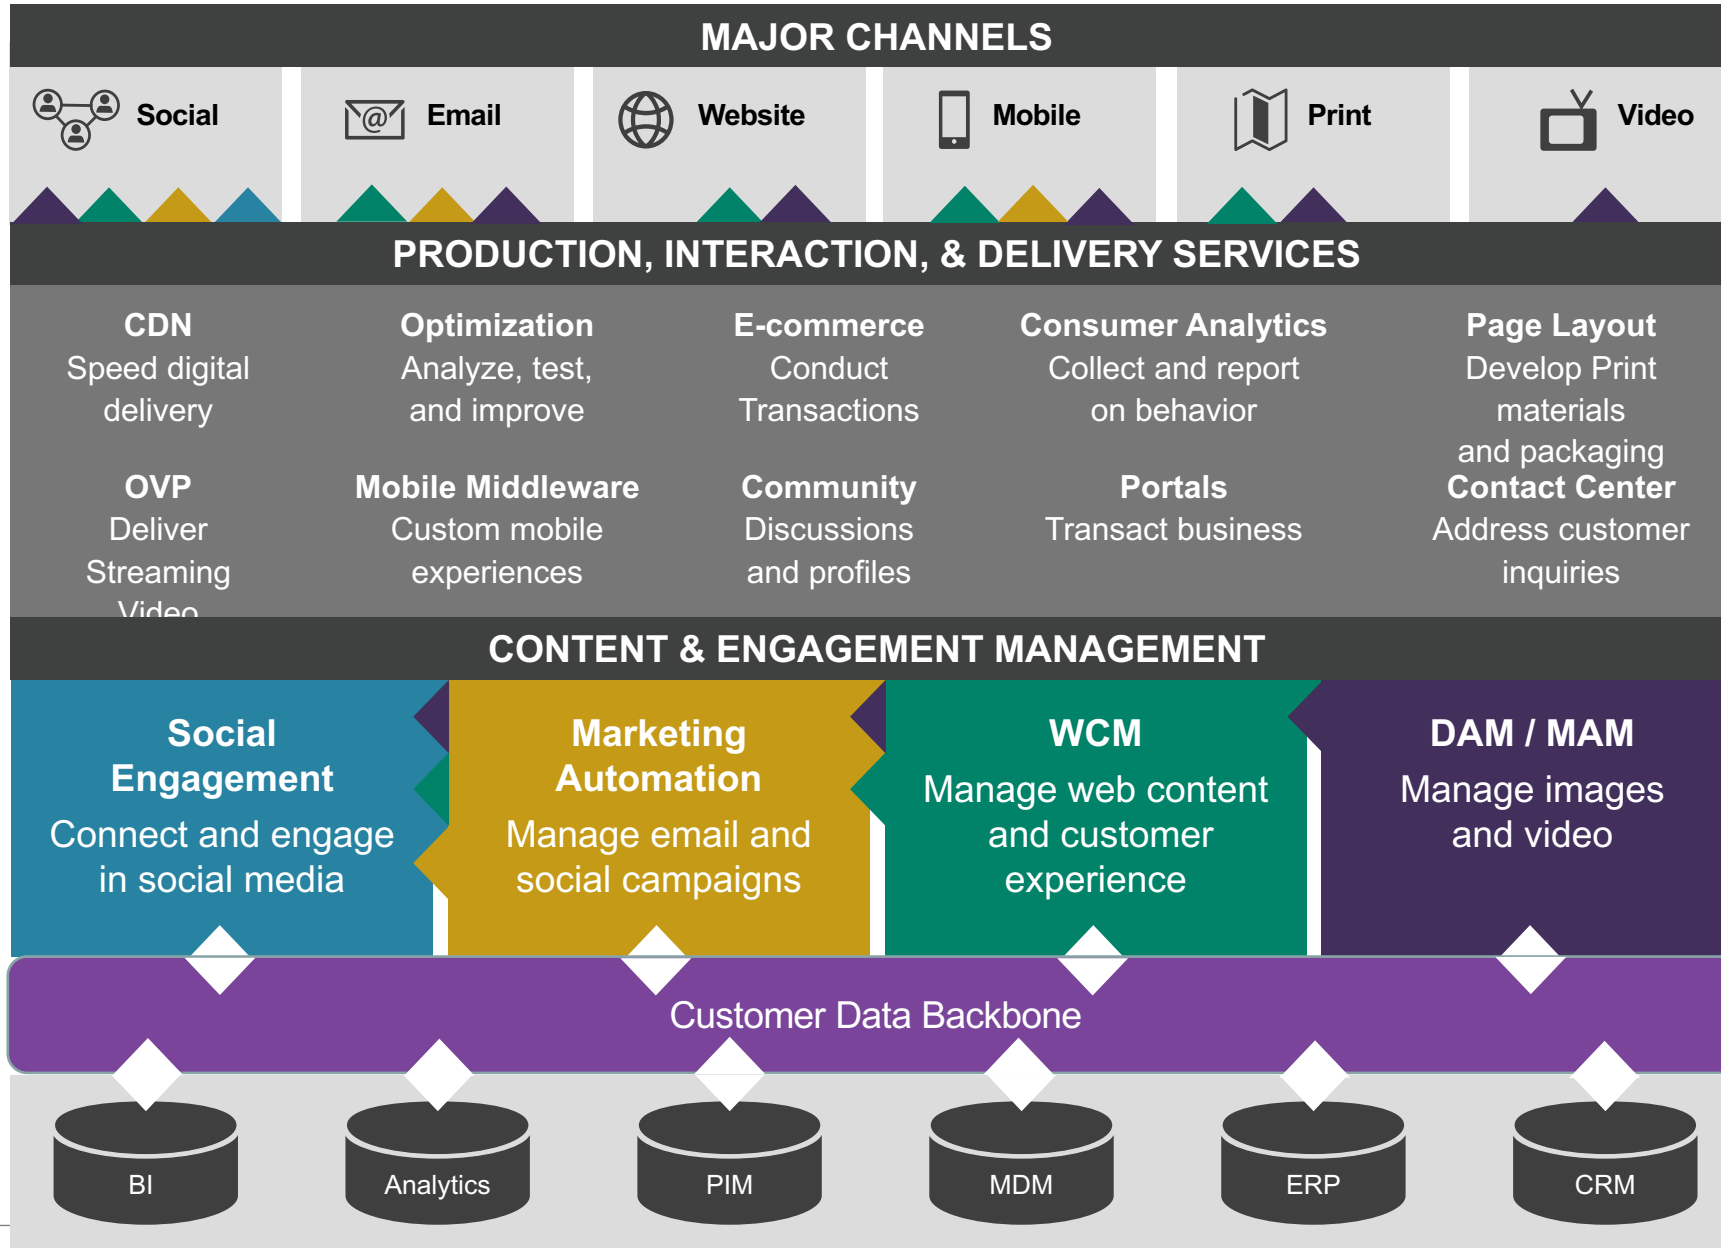 MAJOR CHANNELS
Social
Email
Website
Mobile
Print
Video
PRODUCTION, INTERACTION, & DELIVERY SERVICES
CDN
Speed digital
delivery
Optimization
Analyze, test,
and improve
E-commerce
Conduct
Transactions
Consumer Analytics
Collect and report
on behavior
Page Layout
Develop Print
materials
and packaging
OVP
Deliver
Streaming
Video
Mobile Middleware
Custom mobile
experiences
Community
Discussions
and profiles
Portals
Transact business
Contact Center
Address customer
inquiries
CONTENT & ENGAGEMENT MANAGEMENT
Social
Engagement
Connect and engage
in social media
Marketing
Automation
Manage email and
social campaigns
WCM
Manage web content
and customer
experience
DAM / MAM
Manage images
and video
Customer Data Backbone
BI
Analytics
PIM
MDM
ERP
CRM